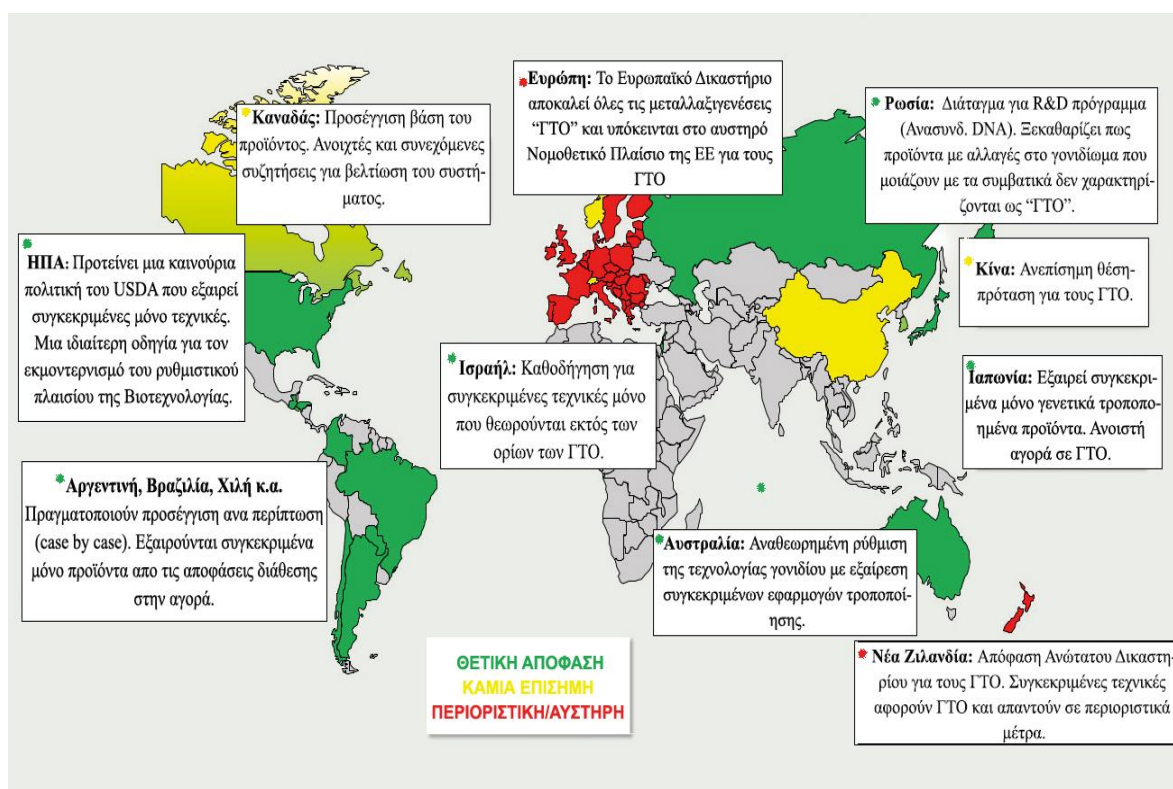 Καναδάς: Προσέγγιση βάση του
προϊόντος. Ανοιχτές και συνεχόμενες
συζητήσεις για βελτίωση του συστή-
ματος.
Ευρώπη: Το Ευρωπαϊκό Δικαστήριο
αποκαλεί όλες τις μεταλλαξιγενέσεις
“ΓΤΟ” και υπόκεινται στο αυστηρό
Νομοθετικό Πλαίσιο της ΕΕ για τους
ΓΤΟ
Ρωσία: Διάταγμα για R&D πρόγραμμα
(Ανασυνδ. DNA). Ξεκαθαρίζει πως
προϊόντα με αλλαγές στο γονιδίωμα που
μοιάζουν με τα συμβατικά δεν χαρακτηρί-
ζονται ως “ΓΤΟ”.
ΗΠΑ: Προτείνει μια καινούρια
πολιτική του USDA που εξαιρεί
συγκεκριμένες μόνο τεχνικές.
Μια ιδιαίτερη οδηγία για τον
εκμοντερνισμό του ρυθμιστικού
πλαισίου της Βιοτεχνολογίας.
Κίνα: Ανεπίσημη θέση-
πρόταση για τους ΓΤΟ.
Ισραήλ: Καθοδήγηση για
συγκεκριμένες τεχνικές μόνο
που θεωρούνται εκτός των
ορίων των ΓΤΟ.
Ιαπωνία: Εξαιρεί συγκεκρι-
μένα μόνο γενετικά τροποπο-
ημένα προϊόντα. Ανοιστή
αγορά σε ΓΤΟ.
Αργεντινή, Βραζιλία, Χιλή κ.α.
Πραγματοποιούν προσέγγιση ανα περίπτωση
(case by case). Εξαιρούνται συγκεκριμένα
μόνο προϊόντα απο τις αποφάσεις διάθεσης
στην αγορά.
Αυστραλία: Αναθεωρημένη ρύθμιση
της τεχνολογίας γονιδίου με εξαίρεση
συγκεκριμένων εφαρμογών τροποποί-
ησης.
ΘΕΤΙΚΗ ΑΠΟΦΑΣΗ
ΚΑΜΙΑ ΕΠΙΣΗΜΗ
ΠΕΡΙΟΡΙΣΤΙΚΗ/ΑΥΣΤΗΡΗ
Νέα Ζιλανδία: Απόφαση Ανώτατου Δικαστη-
ρίου για τους ΓΤΟ. Συγκεκριμένες τεχνικές
αφορούν ΓΤΟ και απαντούν σε περιοριστικά
μέτρα.